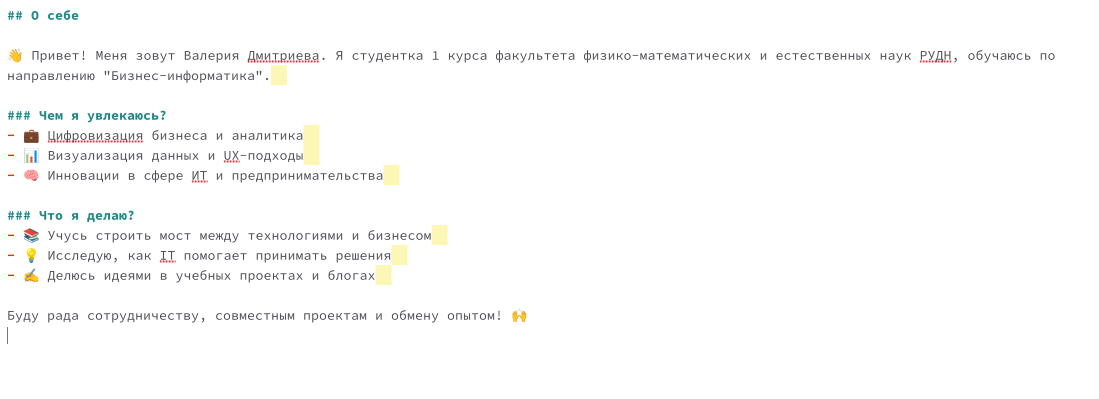 ## О себе
👋 Привет! Меня зовут Валерия Дмитриева. Я студентка 1 курса факультета физико-математических и естественных наук РУДН, обучаюсь по
направлению "Бизнес-информатика".
### Чем я увлекаюсь?
- 💼 Цифровизация бизнеса и аналитика
- 📊 Визуализация данных и UX-подходы
- 🧠 Инновации в сфере ИТ и предпринимательства
### Что я делаю?
- 📚 Учусь строить мост между технологиями и бизнесом
- 💡 Исследую, как IT помогает принимать решения
- ✍️ Делюсь идеями в учебных проектах и блогах
Буду рада сотрудничеству, совместным проектам и обмену опытом! 🙌